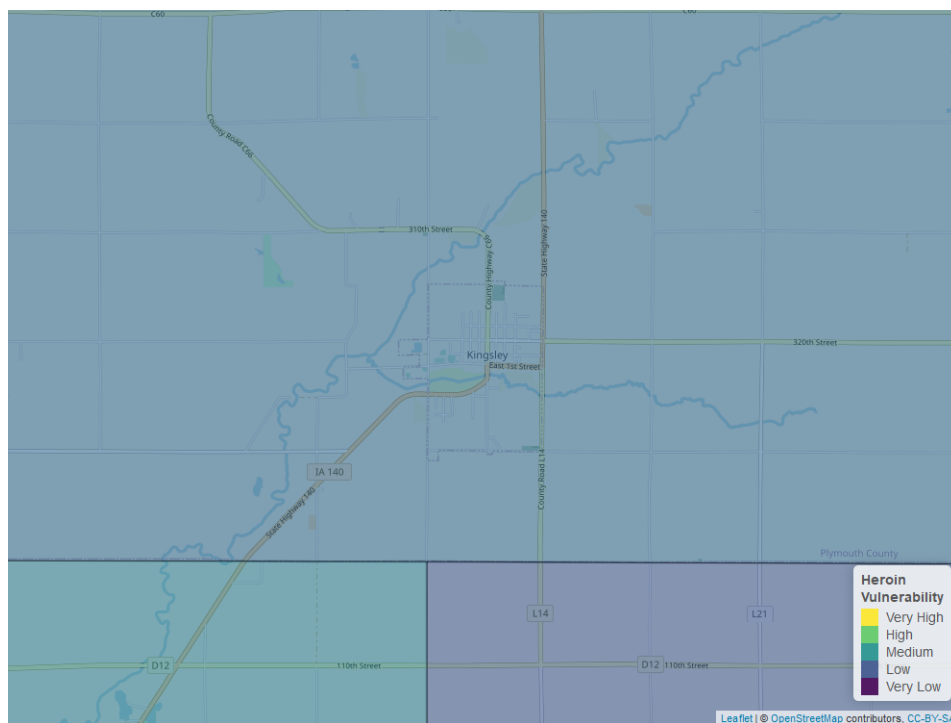 C60
C60
County Road C66
310th Street
County Highway C66
State Highway 140
Kingsley
320th Street
East 1st Street
IA 140
State Highway 140
County Road L14
Plymouth County
Heroin
Vulnerability
Very High
High
Medium
Low
Very Low
L14
L21
D12
110th Street
D12
110th Street
Leaflet | © OpenStreetMap contributors, CC-BY-S